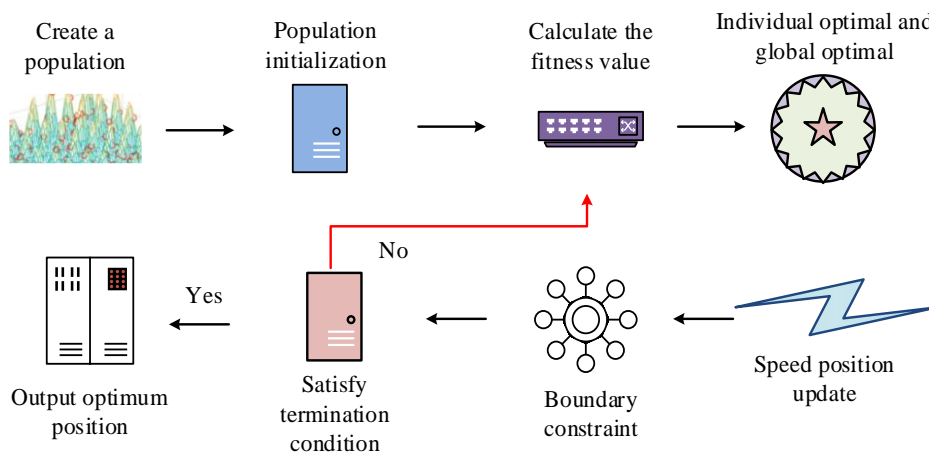 Create a
population
Population
initialization
Calculate the
fitness value
Individual optimal and
global optimal
No
Yes
Output optimum
position
Satisfy
termination
condition
Boundary
constraint
Speed position
update